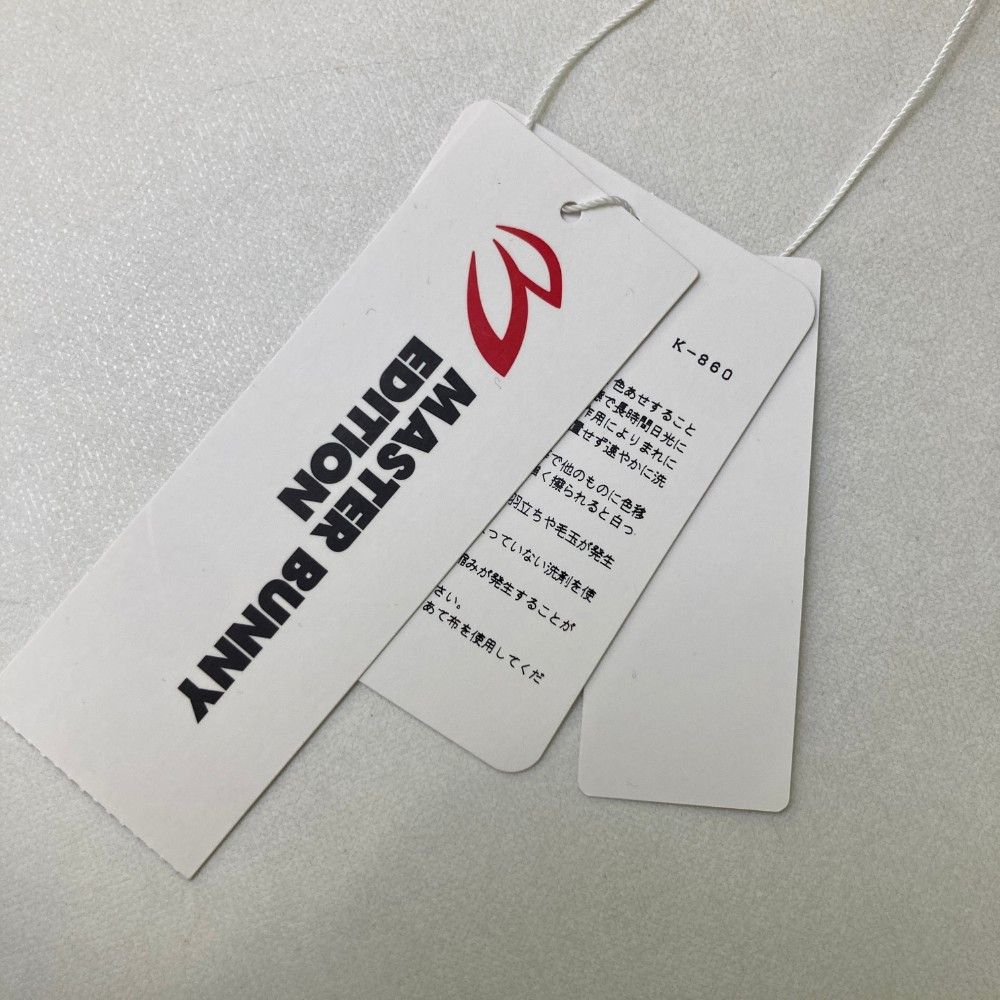 MASTER BUNNY
EDITION
K-860
色あせすること
で長時間日光に
作用によりまれに
せず速やかに洗
で他のものに色移
く擦られると白っ
羽立ちや毛玉が発生
っていない洗剤を使
縮みが発生することが
さい。
あて布を使用してくだ